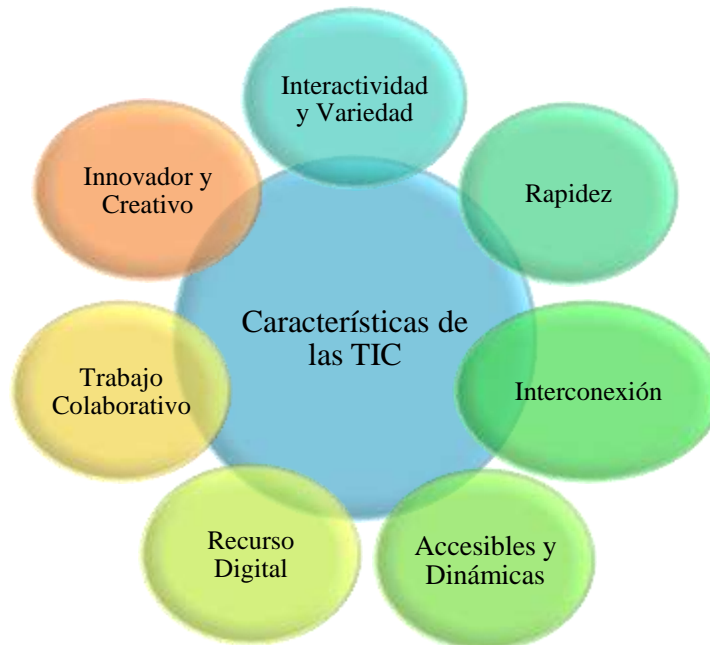 Interactividad
y Variedad
Rapidez
Interconexión
Accesibles y
Dinámicas
Recurso
Digital
Trabajo
Colaborativo
Innovador y
Creativo
Características de
las TIC